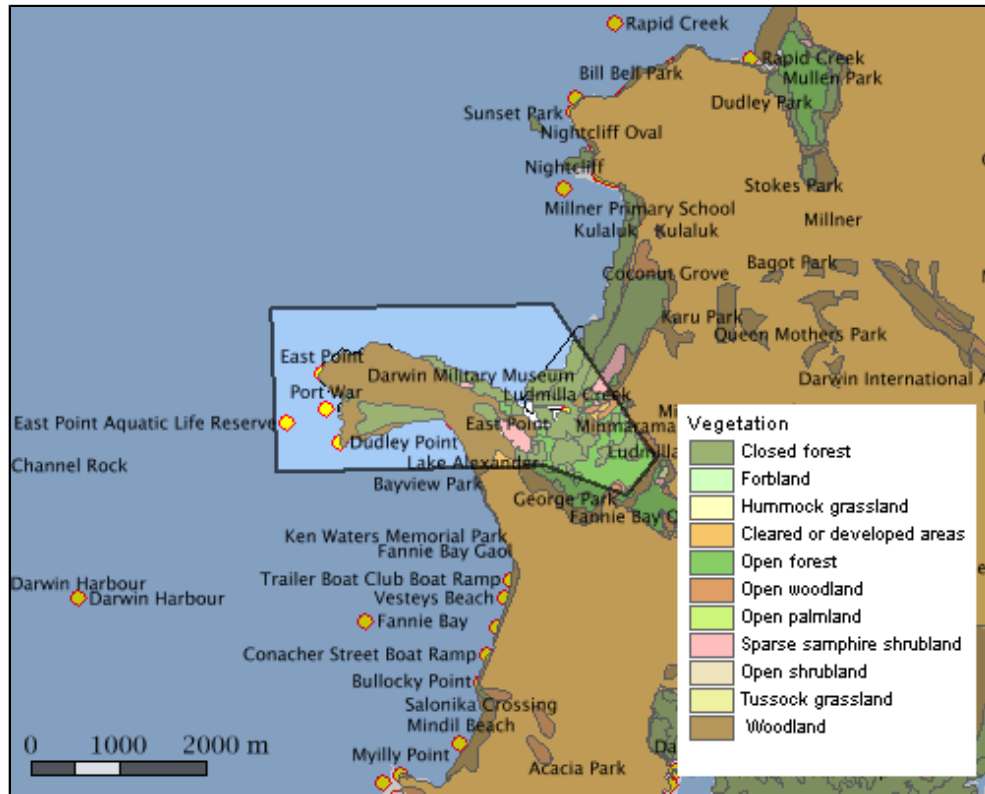 Rapid Creek
Rapid Creek
Bill Bell Park
Mullen Park
Dudley Park
Sunset Park
Nightcliff Oval
Nightcliff
Stokes Park
Millner Primary School
Millner
Kulaluk
Kulaluk
Bagot Park
Coconut Grove
Karu Park
Queen Mothers Park
East Point
Darwin Military Museum
Darwin International
Port War
Ludmilla Creek
East Point Aquatic Life Reserve
East Point
Minmarama
Dudley Point
Ludmilla
Channel Rock
Lake Alexander
Bayview Park
George Park
Fannie Bay
Ken Waters Memorial Park
Fannie Bay Gaol
Trailer Boat Club Boat Ramp
Darwin Harbour
Darwin Harbour
Vesteys Beach
Fannie Bay
Conacher Street Boat Ramp
Bullocky Point
Salonika Crossing
Mindil Beach
Myilly Point
Acacia Park
0 1000 2000 m
Vegetation
Closed forest
Forbland
Hummock grassland
Cleared or developed areas
Open forest
Open woodland
Open palmland
Sparse samphire shrubland
Open shrubland
Tussock grassland
Woodland